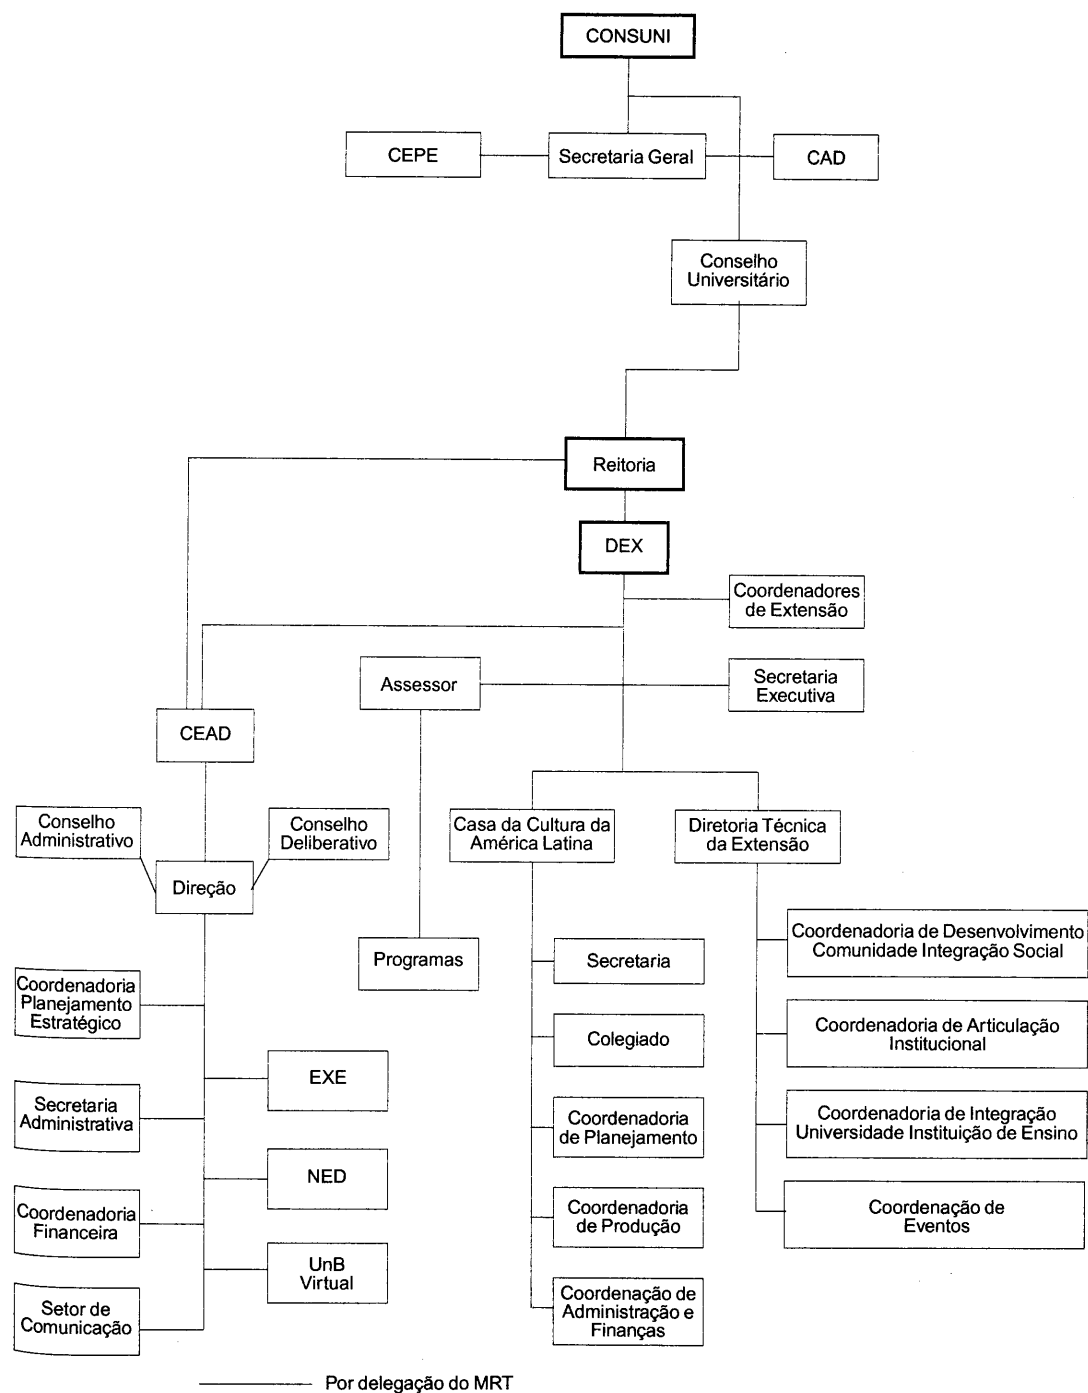 CONSUNI
CEPE
Secretaria Geral
CAD
Conselho
Universitário
Reitoria
DEX
Coordenadores
de Extensão
Assessor
Secretaria
Executiva
CEAD
Conselho
Administrativo
Conselho
Deliberativo
Direção
Casa da Cultura da
América Latina
Diretoria Técnica
da Extensão
Programas
Coordenadoria
Planejamento
Estratégico
Secretaria
Administrativa
Coordenadoria
Financeira
Setor de
Comunicação
EXE
NED
UnB
Virtual
Secretaria
Colegiado
Coordenadoria
de Planejamento
Coordenadoria
de Produção
Coordenação de
Administração e
Finanças
Coordenadoria de Desenvolvimento
Comunidade Integração Social
Coordenadoria de Articulação
Institucional
Coordenadoria de Integração
Universidade Instituição de Ensino
Coordenação de
Eventos
Por delegação do MRT